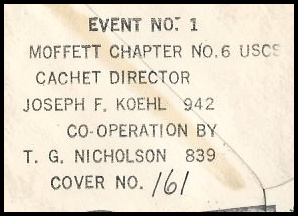 EVENT NO. 1
MOFFETT CHAPTER NO.6 USCS
CACHET DIRECTOR
JOSEPH F. KOEHL 942
CO-OPERATION BY
T. G. NICHOLSON 839
COVER NO. 161